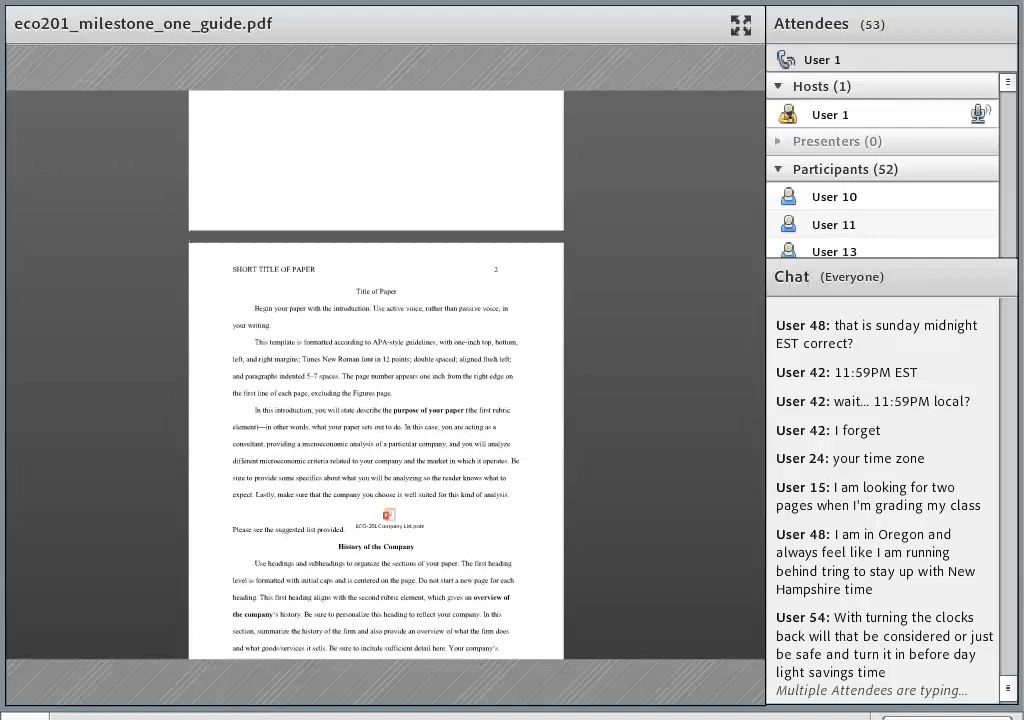 eco201_milestone_one_guide.pdf
SHORT TITLE OF PAPER 2
Title of Paper
Begin your paper with the introduction. Use active voice, rather than passive voice, in
your writing.
This template is formatted according to APA-style guidelines, with one-inch top, bottom,
left, and right margins; Times New Roman font in 12 points; double spaced; aligned flush left;
and paragraphs indented 5–7 spaces. The page number appears one inch from the right edge on
the first line of each page, excluding the Figures page.
In this introduction, you will state describe the purpose of your paper (the first rubric
element)—in other words, what your paper sets out to do. In this case, you are acting as a
consultant, providing a microeconomic analysis of a particular company, and you will analyze
different microeconomic criteria related to your company and the market in which it operates. Be
sure to provide some specifics about what you will be analyzing so the reader knows what to
expect. Lastly, make sure that the company you choose is well suited for this kind of analysis.
Please see the suggested list provided.
ECO-201 Company List.pptx
History of the Company
Use headings and subheadings to organize the sections of your paper. The first heading
level is formatted with initial caps and is centered on the page. Do not start a new page for each
heading. This first heading aligns with the second rubric element, which gives an overview of
the company's history. Be sure to personalize this heading to reflect your company. In this
section, summarize the history of the firm and also provide an overview of what the firm does
and what goods/services it sells. Be sure to include sufficient detail here. Your company's
Attendees (53)
User 1
Hosts (1)
User 1
Presenters (0)
Participants (52)
User 10
User 11
User 13
Chat (Everyone)
User 48: that is sunday midnight
EST correct?
User 42: 11:59PM EST
User 42: wait... 11:59PM local?
User 42: I forget
User 24: your time zone
User 15: I am looking for two
pages when I'm grading my class
User 48: I am in Oregon and
always feel like I am running
behind tring to stay up with New
Hampshire time
User 54: With turning the clocks
back will that be considered or just
be safe and turn it in before day
light savings time
Multiple Attendees are typing...